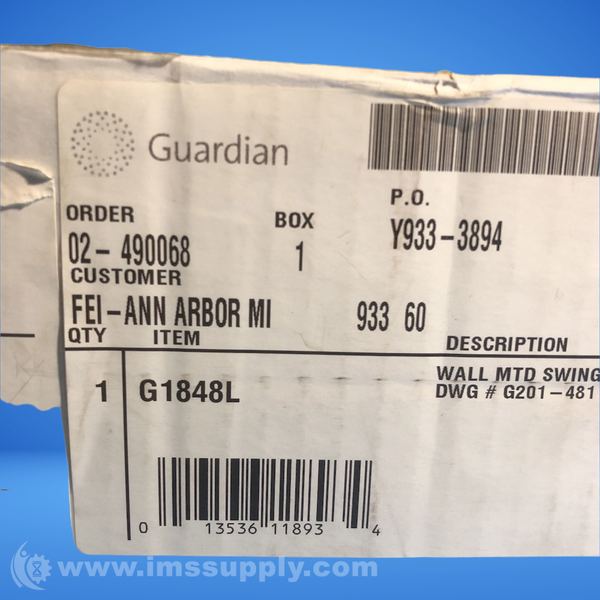 Guardian
P.O.
ORDER BOX Y933-3894
02-490068 1
CUSTOMER
FEI-ANN ARBOR MI 933 60
QTY ITEM DESCRIPTION
1 G1848L WALL MTD SWING
DWG # G201-481
0 13536 11893 4
www.imssupply.com